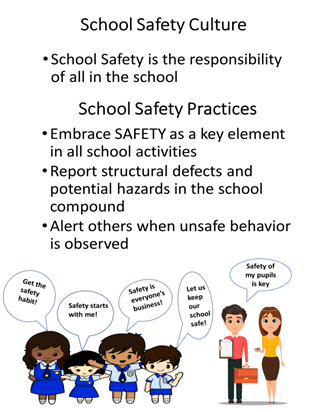 School Safety Culture
• School Safety is the responsibility
of all in the school
School Safety Practices
• Embrace SAFETY as a key element
in all school activities
• Report structural defects and
potential hazards in the school
compound
• Alert others when unsafe behavior
is observed
Get the
safety
habit!
Safety starts
with me!
Safety is
everyone's
business!
Let us
keep
our
school
safe!
Safety of
my pupils
is key